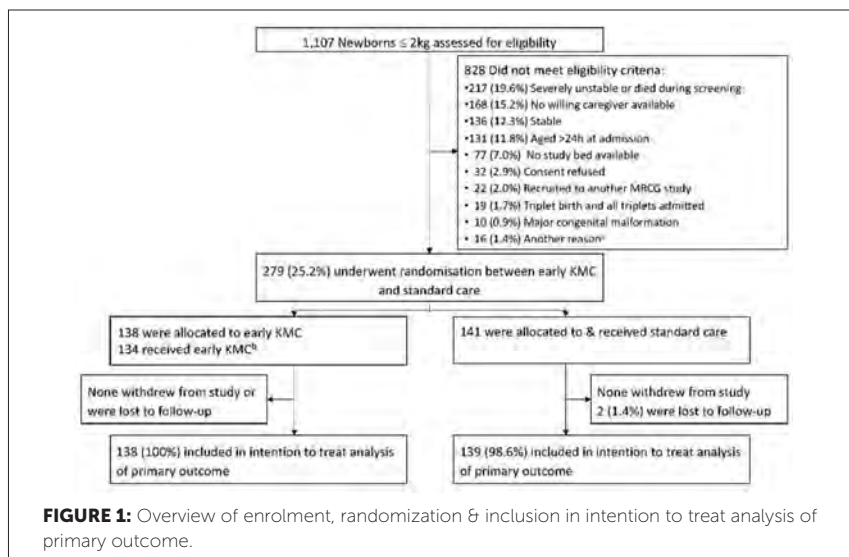 1,107 Newborns ≤ 2kg assessed for eligibility
828 Did not meet eligibility criteria:
•217 (19.6%) Severely unstable or died during screening
•168 (15.2%) No willing caregiver available
•136 (12.3%) Stable
•131 (11.8%) Aged >24h at admission
• 77 (7.0%) No study bed available
• 32 (2.9%) Consent refused
• 22 (2.0%) Recruited to another MRCG study
• 19 (1.7%) Triplet birth and all triplets admitted
• 10 (0.9%) Major congenital malformation
• 16 (1.4%) Another reasonᵃ
279 (25.2%) underwent randomisation between early KMC
and standard care
138 were allocated to early KMC
134 received early KMCᵇ
141 were allocated to & received standard care
None withdrew from study or
were lost to follow-up
None withdrew from study
2 (1.4%) were lost to follow-up
138 (100%) included in intention to treat analysis
of primary outcome
139 (98.6%) included in intention to treat analysis
of primary outcome
FIGURE 1: Overview of enrolment, randomization & inclusion in intention to treat analysis of
primary outcome.